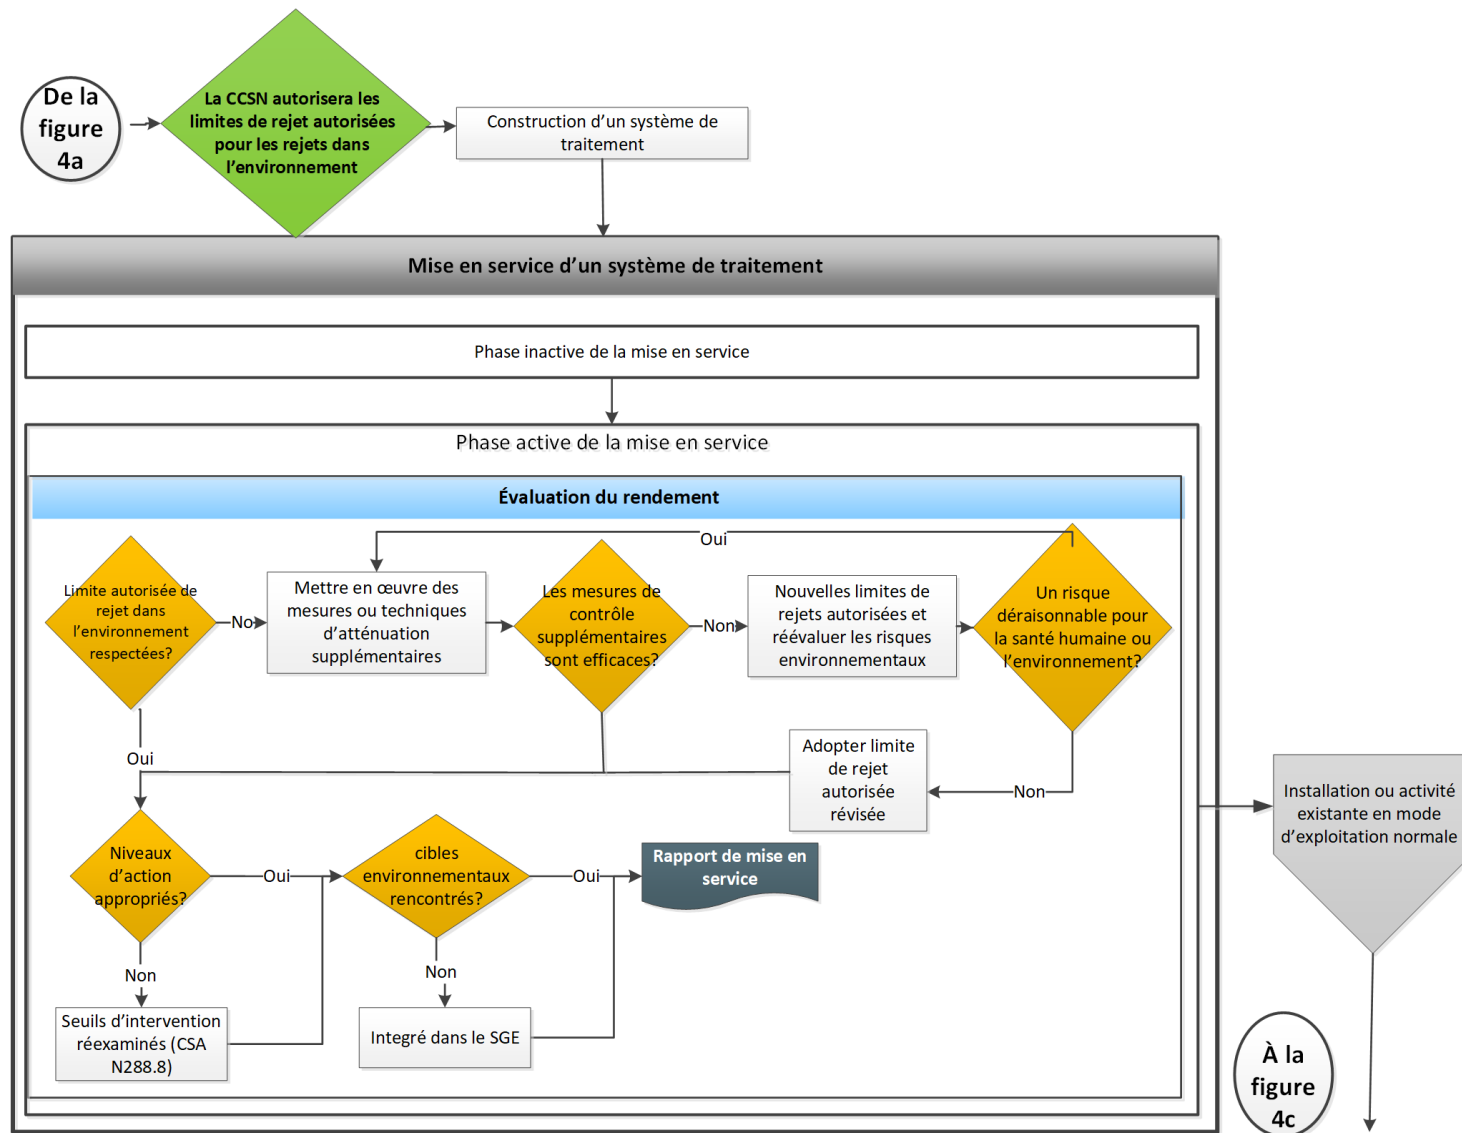 De la
figure
4a
La CCSN autorisera les
limites de rejet autorisées
pour les rejets dans
l’environnement
Construction d’un système de
traitement
Mise en service d’un système de traitement
Phase inactive de la mise en service
Phase active de la mise en service
Évaluation du rendement
Oui
Limite autorisée de
rejet dans
l’environnement
respectées?
No
Mettre en œuvre des
mesures ou techniques
d’atténuation
supplémentaires
Les mesures de
contrôle
supplémentaires
sont efficaces?
Non
Nouvelles limites de
rejets autorisées et
réévaluer les risques
environnementaux
Un risque
déraisonnable pour
la santé humaine ou
l’environnement?
Oui
Adopter limite
de rejet
autorisée
révisée
Non
Installation ou activité
existante en mode
d’exploitation normale
Niveaux
d’action
appropriés?
Oui
cibles
environnementaux
rencontrés?
Oui
Rapport de mise en
service
Non
Non
Seuils d’intervention
réexaminés (CSA
N288.8)
Integré dans le SGE
À la
figure
4c